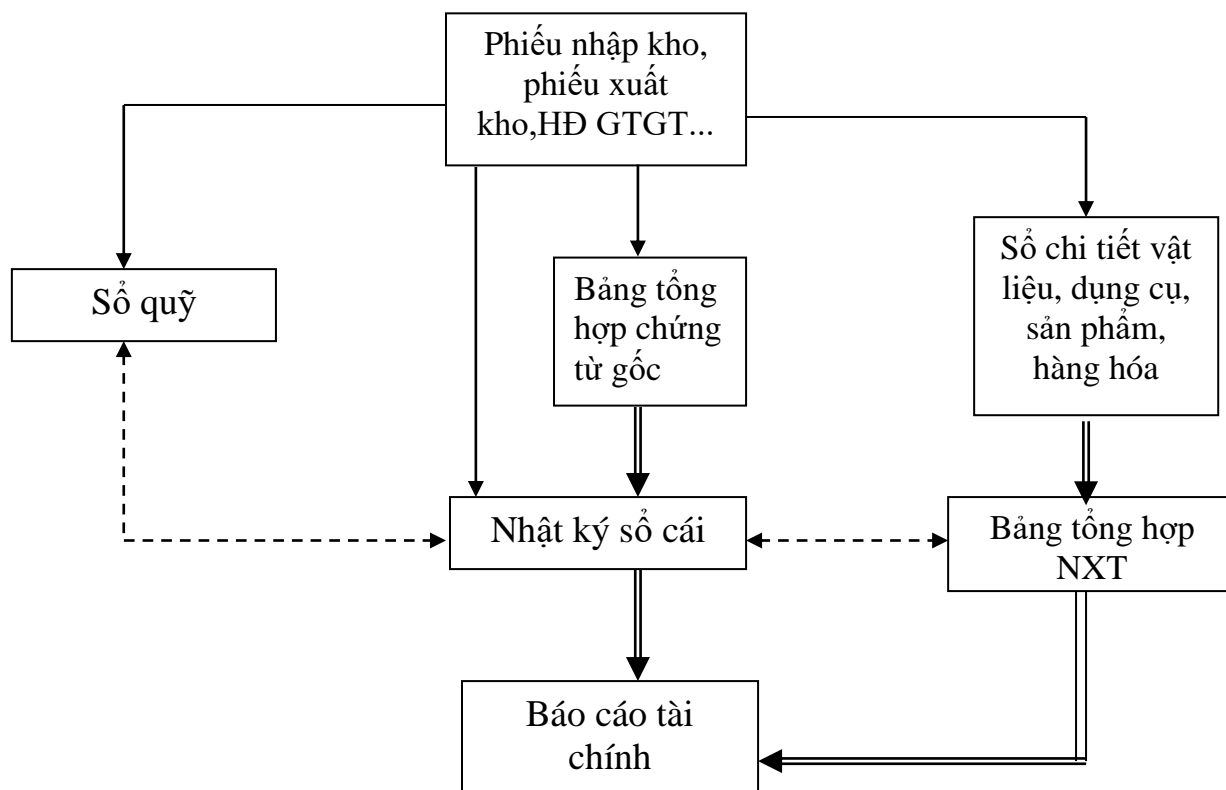 Phiếu nhập kho,
phiếu xuất
kho,HĐ GTGT...
Sổ quỹ
Bảng tổng
hợp chứng
từ gốc
Sổ chi tiết vật
liệu, dụng cụ,
sản phẩm,
hàng hóa
Nhật ký sổ cái
Bảng tổng hợp
NXT
Báo cáo tài
chính